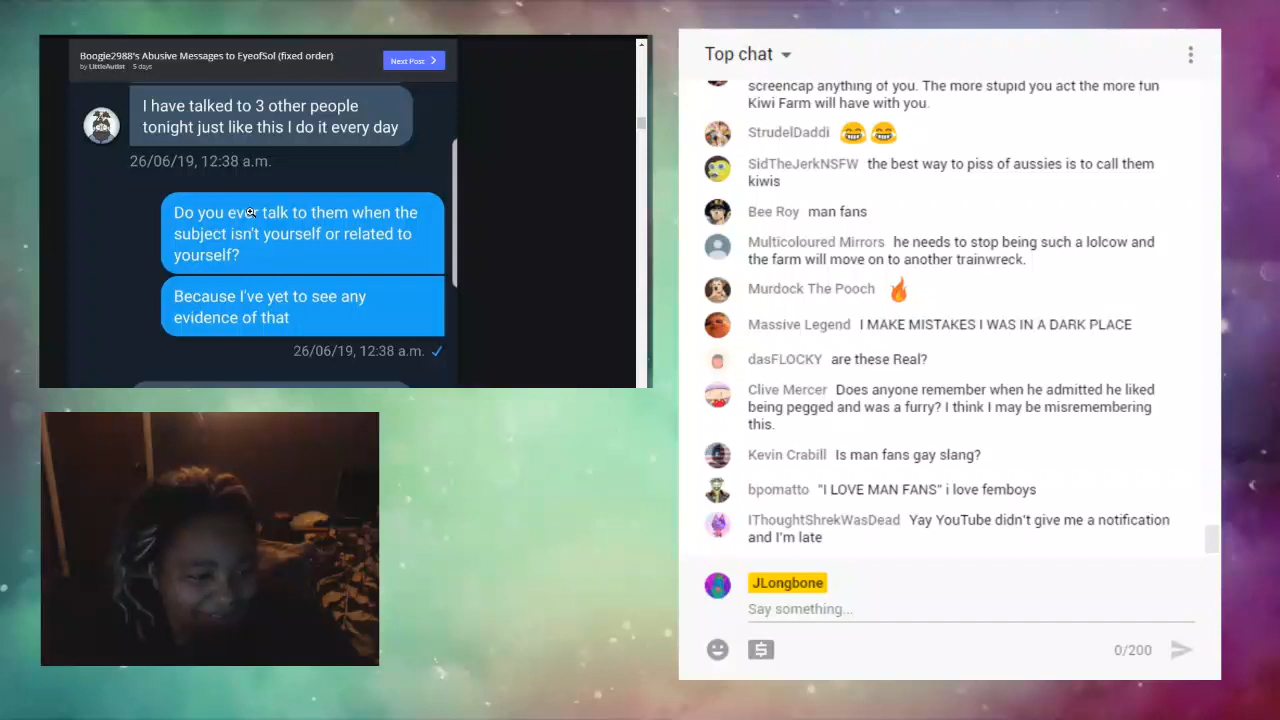 Boogie2988's Abusive Messages to EyeofSol (fixed order)
by LittleAutist 5 days
Next Post >
I have talked to 3 other people
tonight just like this I do it every day
26/06/19, 12:38 a.m.
Do you ever talk to them when the
subject isn't yourself or related to
yourself?
Because I've yet to see any
evidence of that
26/06/19, 12:38 a.m.
Top chat
screencap anything of you. The more stupid you act the more fun
Kiwi Farm will have with you.
StrudelDaddi 😂 😂
SidTheJerkNSFW the best way to piss of aussies is to call them
kiwis
Bee Roy man fans
Multicoloured Mirrors he needs to stop being such a lolcow and
the farm will move on to another trainwreck.
Murdock The Pooch 🔥
Massive Legend I MAKE MISTAKES I WAS IN A DARK PLACE
dasFLOCKY are these Real?
Clive Mercer Does anyone remember when he admitted he liked
being pegged and was a furry? I think I may be misremembering
this.
Kevin Crabill Is man fans gay slang?
bpomatto "I LOVE MAN FANS" i love femboys
IThoughtShrekWasDead Yay YouTube didn't give me a notification
and I'm late
JLongbone
Say something...
0/200